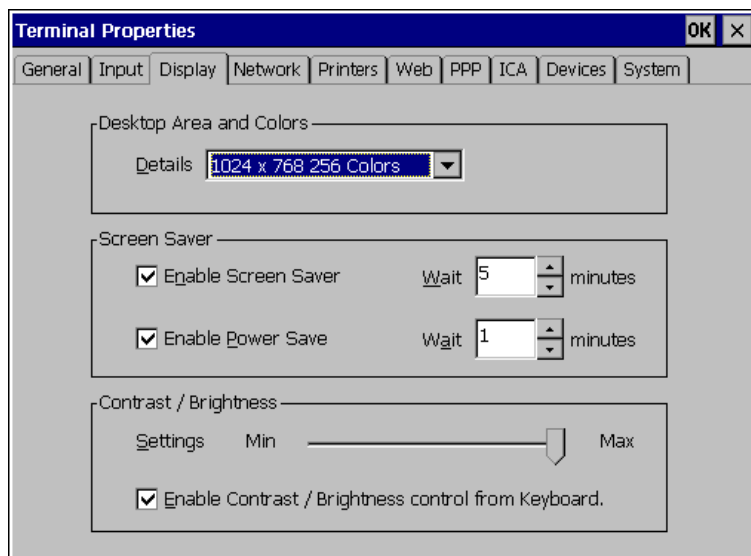 Terminal Properties OK ×
General Input Display Network Printers Web PPP ICA Devices System
Desktop Area and Colors
Details 1024 x 768 256 Colors
Screen Saver
Enable Screen Saver Wait 5 minutes
Enable Power Save Wait 1 minutes
Contrast / Brightness
Settings Min Max
Enable Contrast / Brightness control from Keyboard.